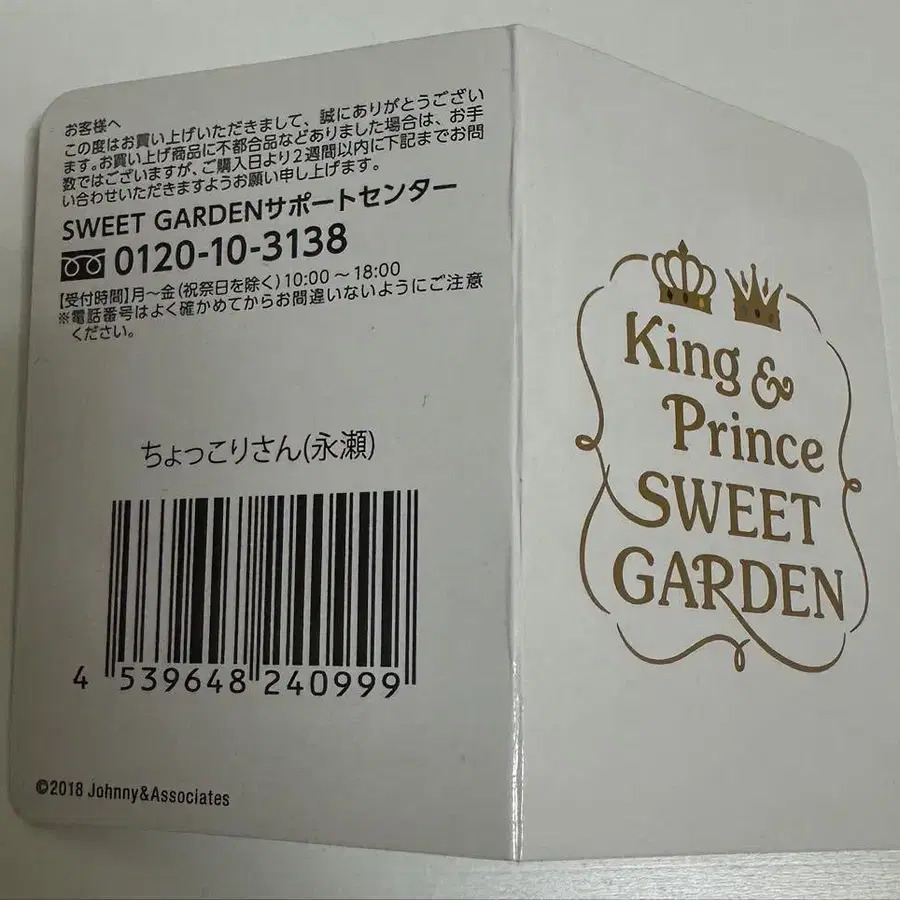 お客様へ
この度はお買い上げいただきまして、誠にありがとうござい
ます。お買い上げ商品に不都合品などありました場合は、お手
数ではございますが、ご購入日より2週間以内に下記までお問
い合わせいただきますようお願い申し上げます。
SWEET GARDENサポートセンター
0120-10-3138
【受付時間】月～金(祝祭日を除く)10:00～18:00
※電話番号はよく確かめてからお間違いないようにご注意
ください。
ちょっこりさん(永瀬)
4 539648 240999
©2018 Johnny&Associates
King &
Prince
SWEET
GARDEN